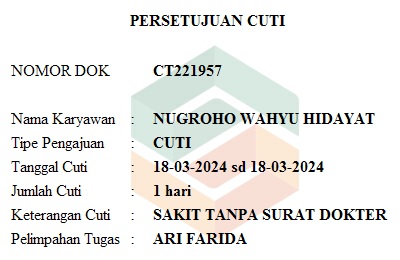 PERSETUJUAN CUTI
NOMOR DOK CT221957
Nama Karyawan : NUGROHO WAHYU HIDAYAT
Tipe Pengajuan : CUTI
Tanggal Cuti : 18-03-2024 sd 18-03-2024
Jumlah Cuti : 1 hari
Keterangan Cuti : SAKIT TANPA SURAT DOKTER
Pelimpahan Tugas : ARI FARIDA